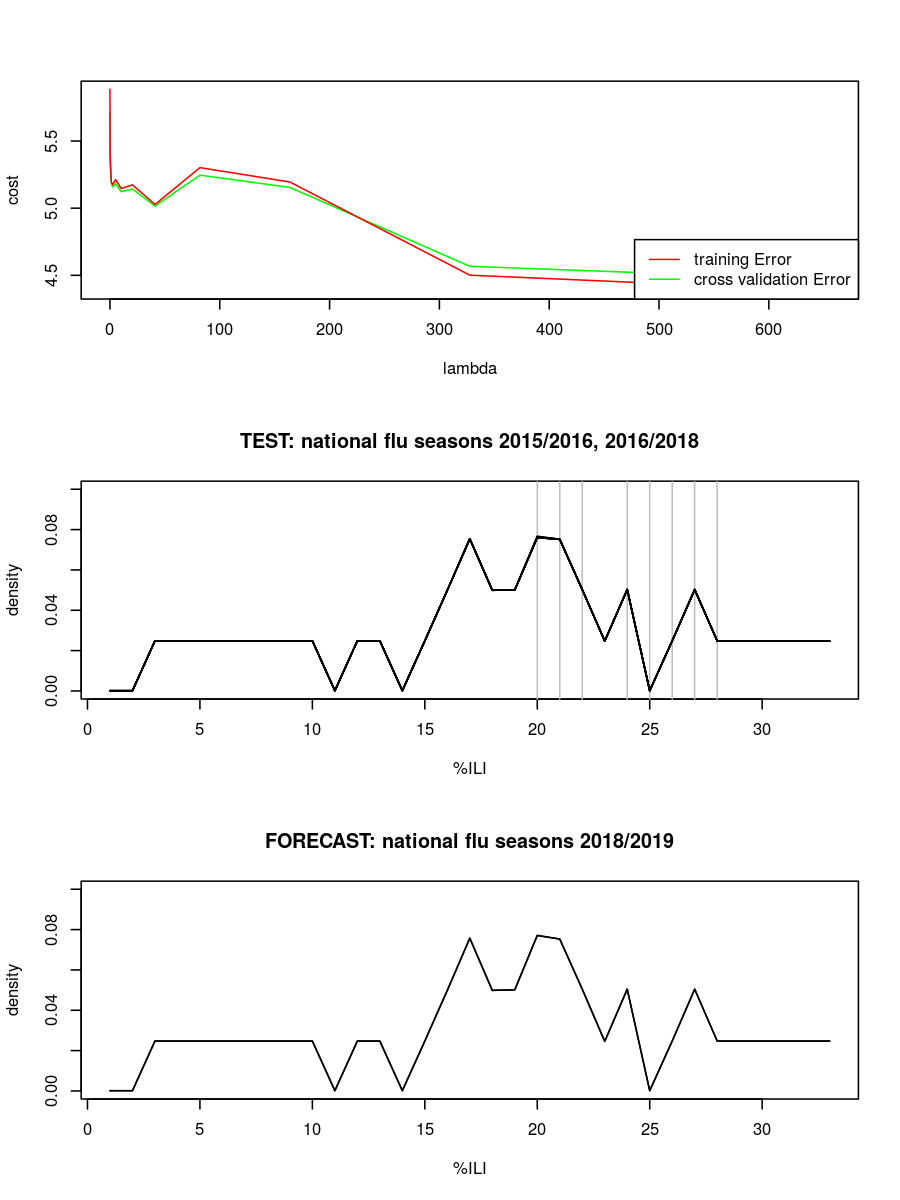 5.5
5.0
4.5
cost
training Error
cross validation Error
0 100 200 300 400 500 600
lambda
TEST: national flu seasons 2015/2016, 2016/2018
0.08
0.04
0.00
density
0 5 10 15 20 25 30
%ILI
FORECAST: national flu seasons 2018/2019
0.08
0.04
0.00
density
0 5 10 15 20 25 30
%ILI